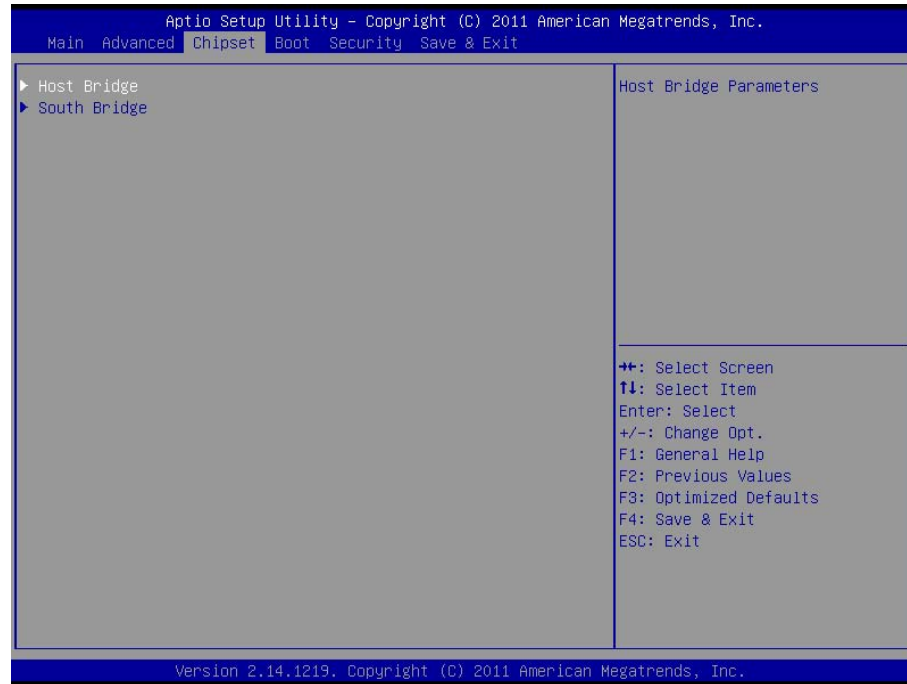 Aptio Setup Utility – Copyright (C) 2011 American Megatrends, Inc.
Main Advanced Chipset Boot Security Save & Exit
▶ Host Bridge
▶ South Bridge
Host Bridge Parameters
→←: Select Screen
↑↓: Select Item
Enter: Select
+/-: Change Opt.
F1: General Help
F2: Previous Values
F3: Optimized Defaults
F4: Save & Exit
ESC: Exit
Version 2.14.1219. Copyright (C) 2011 American Megatrends, Inc.